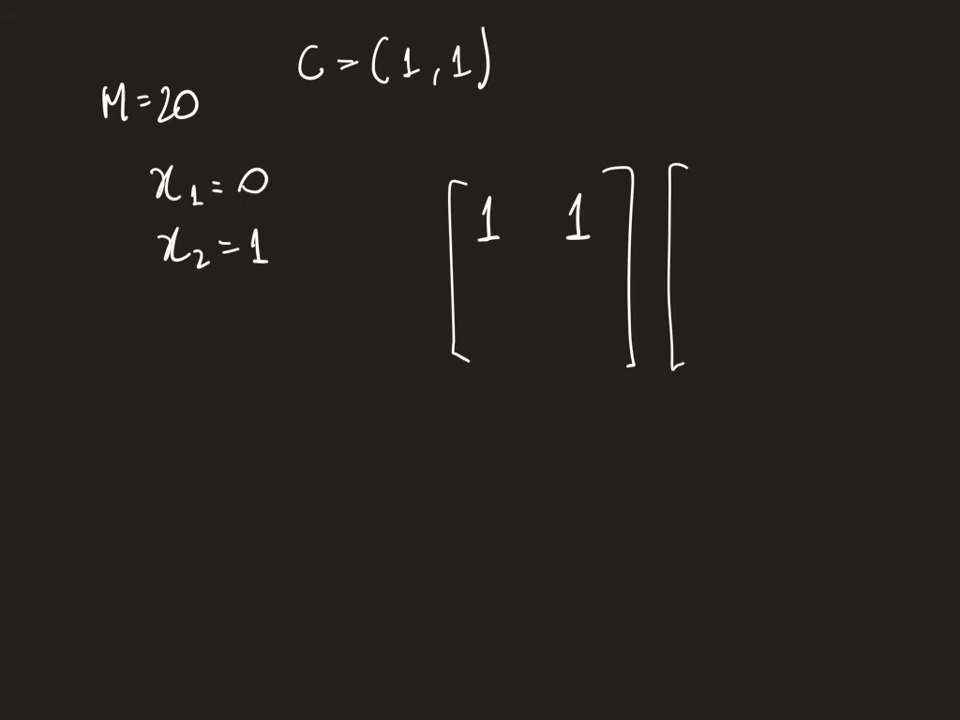 C = (1, 1)
M = 20
x₁ = 0
x₂ = 1
[1 1] [